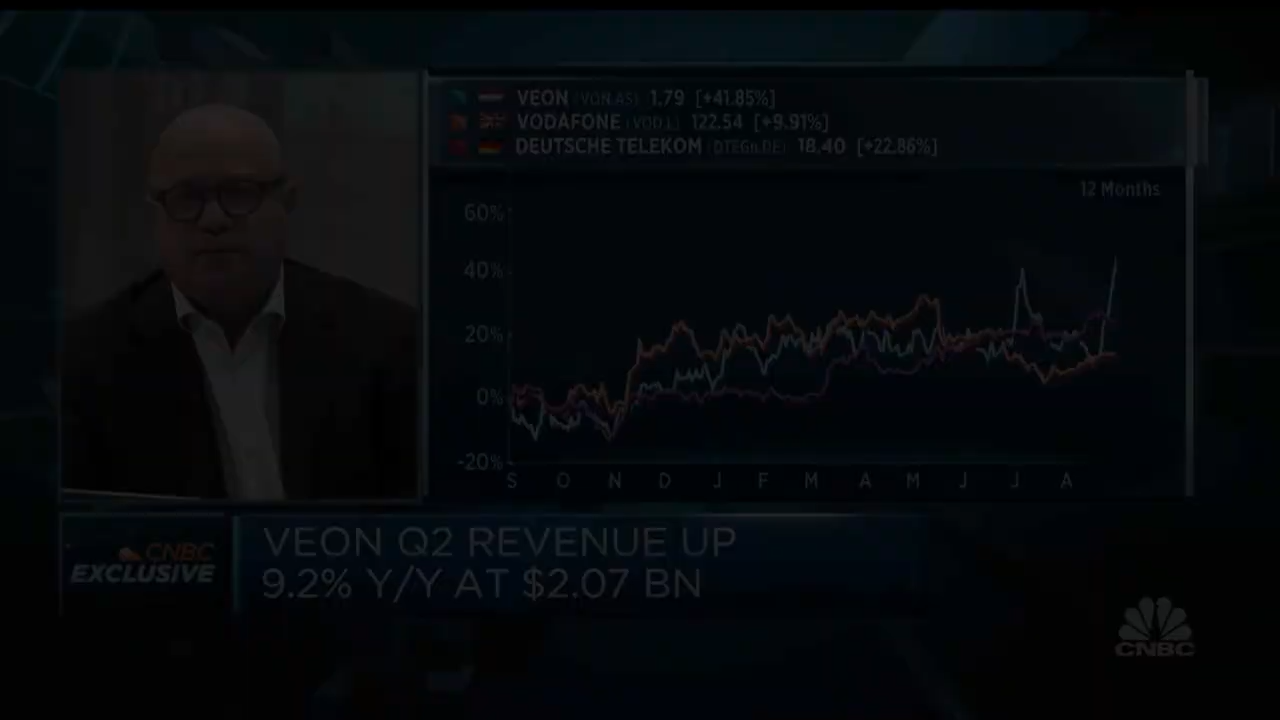 VEON (VON.AS) 1.79 [+41.85%]
VODAFONE (VOD.L) 122.54 [+9.91%]
DEUTSCHE TELEKOM (DTEGn.DE) 18.40 [+22.86%]
12 Months
60%
40%
20%
0%
-20%
S O N D J F M A M J J A
CNBC
EXCLUSIVE
VEON Q2 REVENUE UP
9.2% Y/Y AT $2.07 BN
CNBC